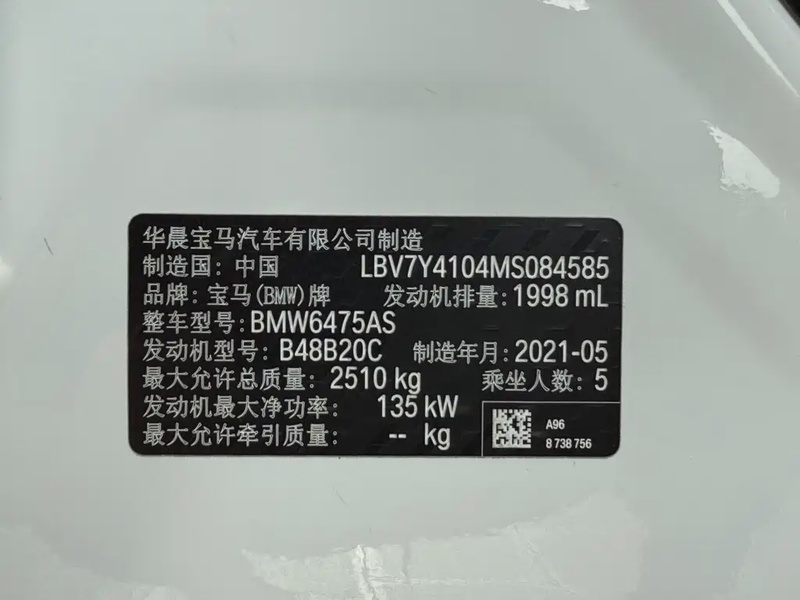 华晨宝马汽车有限公司制造
制造国：中国 LBV7Y4104MS084585
品牌：宝马(BMW)牌 发动机排量：1998 mL
整车型号：BMW6475AS
发动机型号：B48B20C 制造年月：2021-05
最大允许总质量：2510 kg 乘坐人数：5
发动机最大净功率： 135 kW
最大允许牵引质量： -- kg
A96
8 738 756